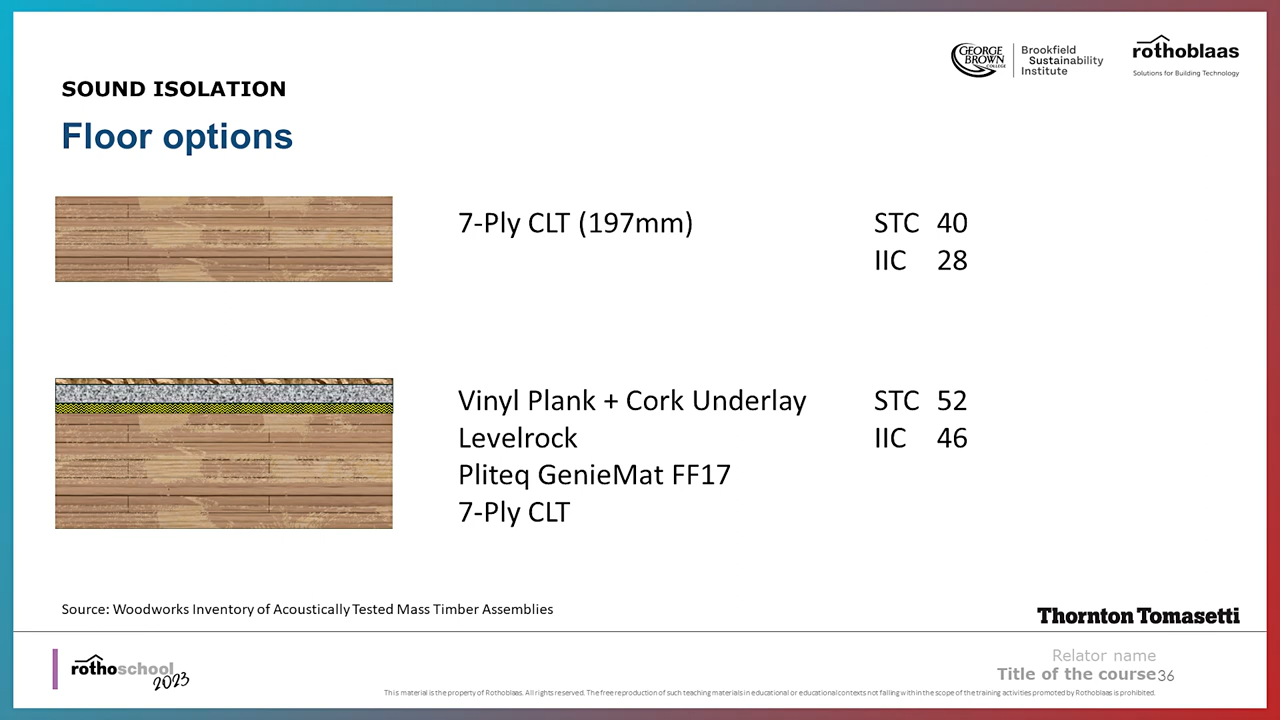 GEORGE BROWN COLLEGE
Brookfield
Sustainability
Institute
rothoblaas
Solutions for Building Technology
SOUND ISOLATION
Floor options
7-Ply CLT (197mm)
STC 40
IIC 28
Vinyl Plank + Cork Underlay
STC 52
Levelrock
IIC 46
Pliteq GenieMat FF17
7-Ply CLT
Source: Woodworks Inventory of Acoustically Tested Mass Timber Assemblies
Thornton Tomasetti
rothoschool
2023
Relator name
Title of the course36
This material is the property of Rothoblaas. All rights reserved. The free reproduction of such teaching materials in educational or educational contexts not falling within the scope of the training activities promoted by Rothoblaas is prohibited.